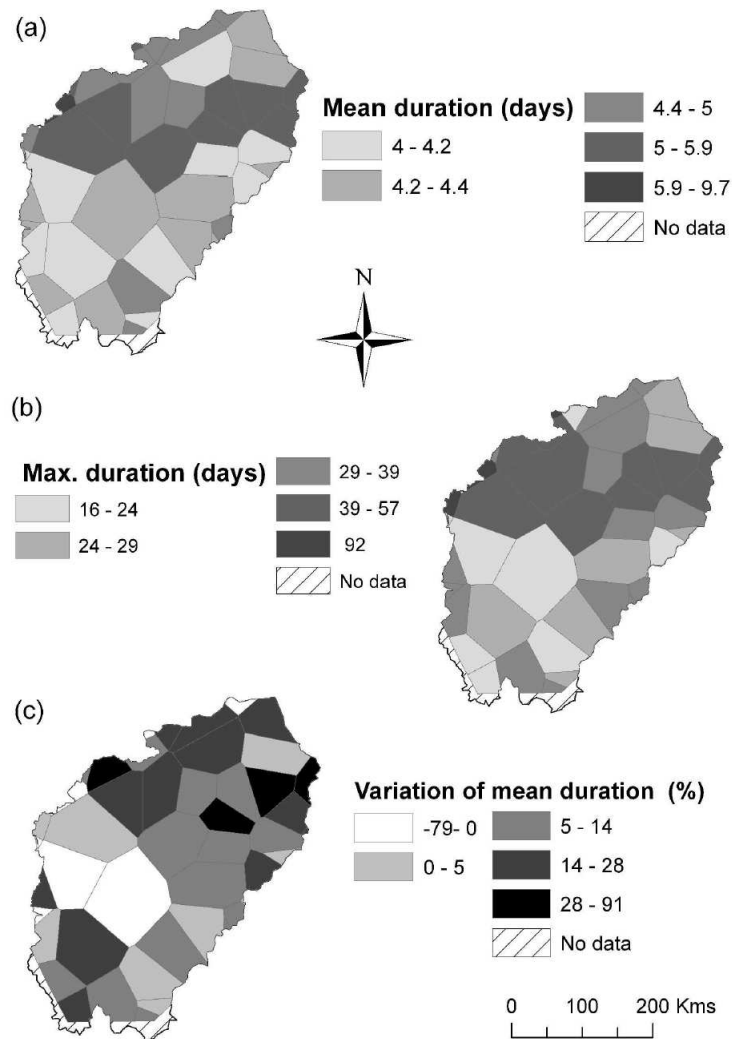 (a)
Mean duration (days)
4 - 4.2
4.2 - 4.4
4.4 - 5
5 - 5.9
5.9 - 9.7
No data
N
(b)
Max. duration (days)
16 - 24
24 - 29
29 - 39
39 - 57
92
No data
(c)
Variation of mean duration (%)
-79- 0
0 - 5
5 - 14
14 - 28
28 - 91
No data
0 100 200 Kms